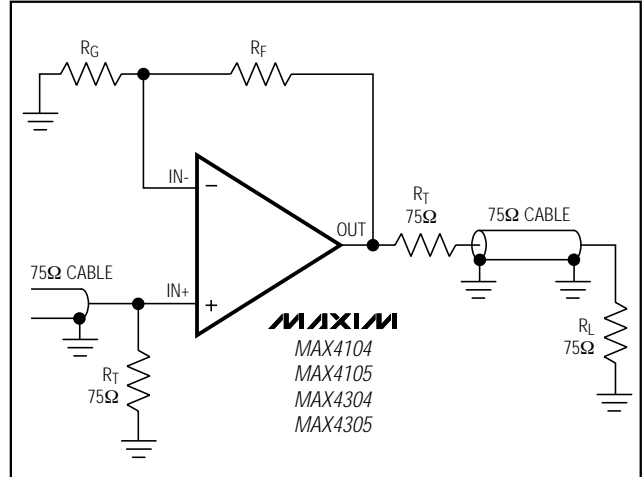 RG
RF
IN-
−
OUT
RT
75Ω
75Ω CABLE
75Ω CABLE
IN+
+
MAXIM
MAX4104
MAX4105
MAX4304
MAX4305
RT
75Ω
RL
75Ω